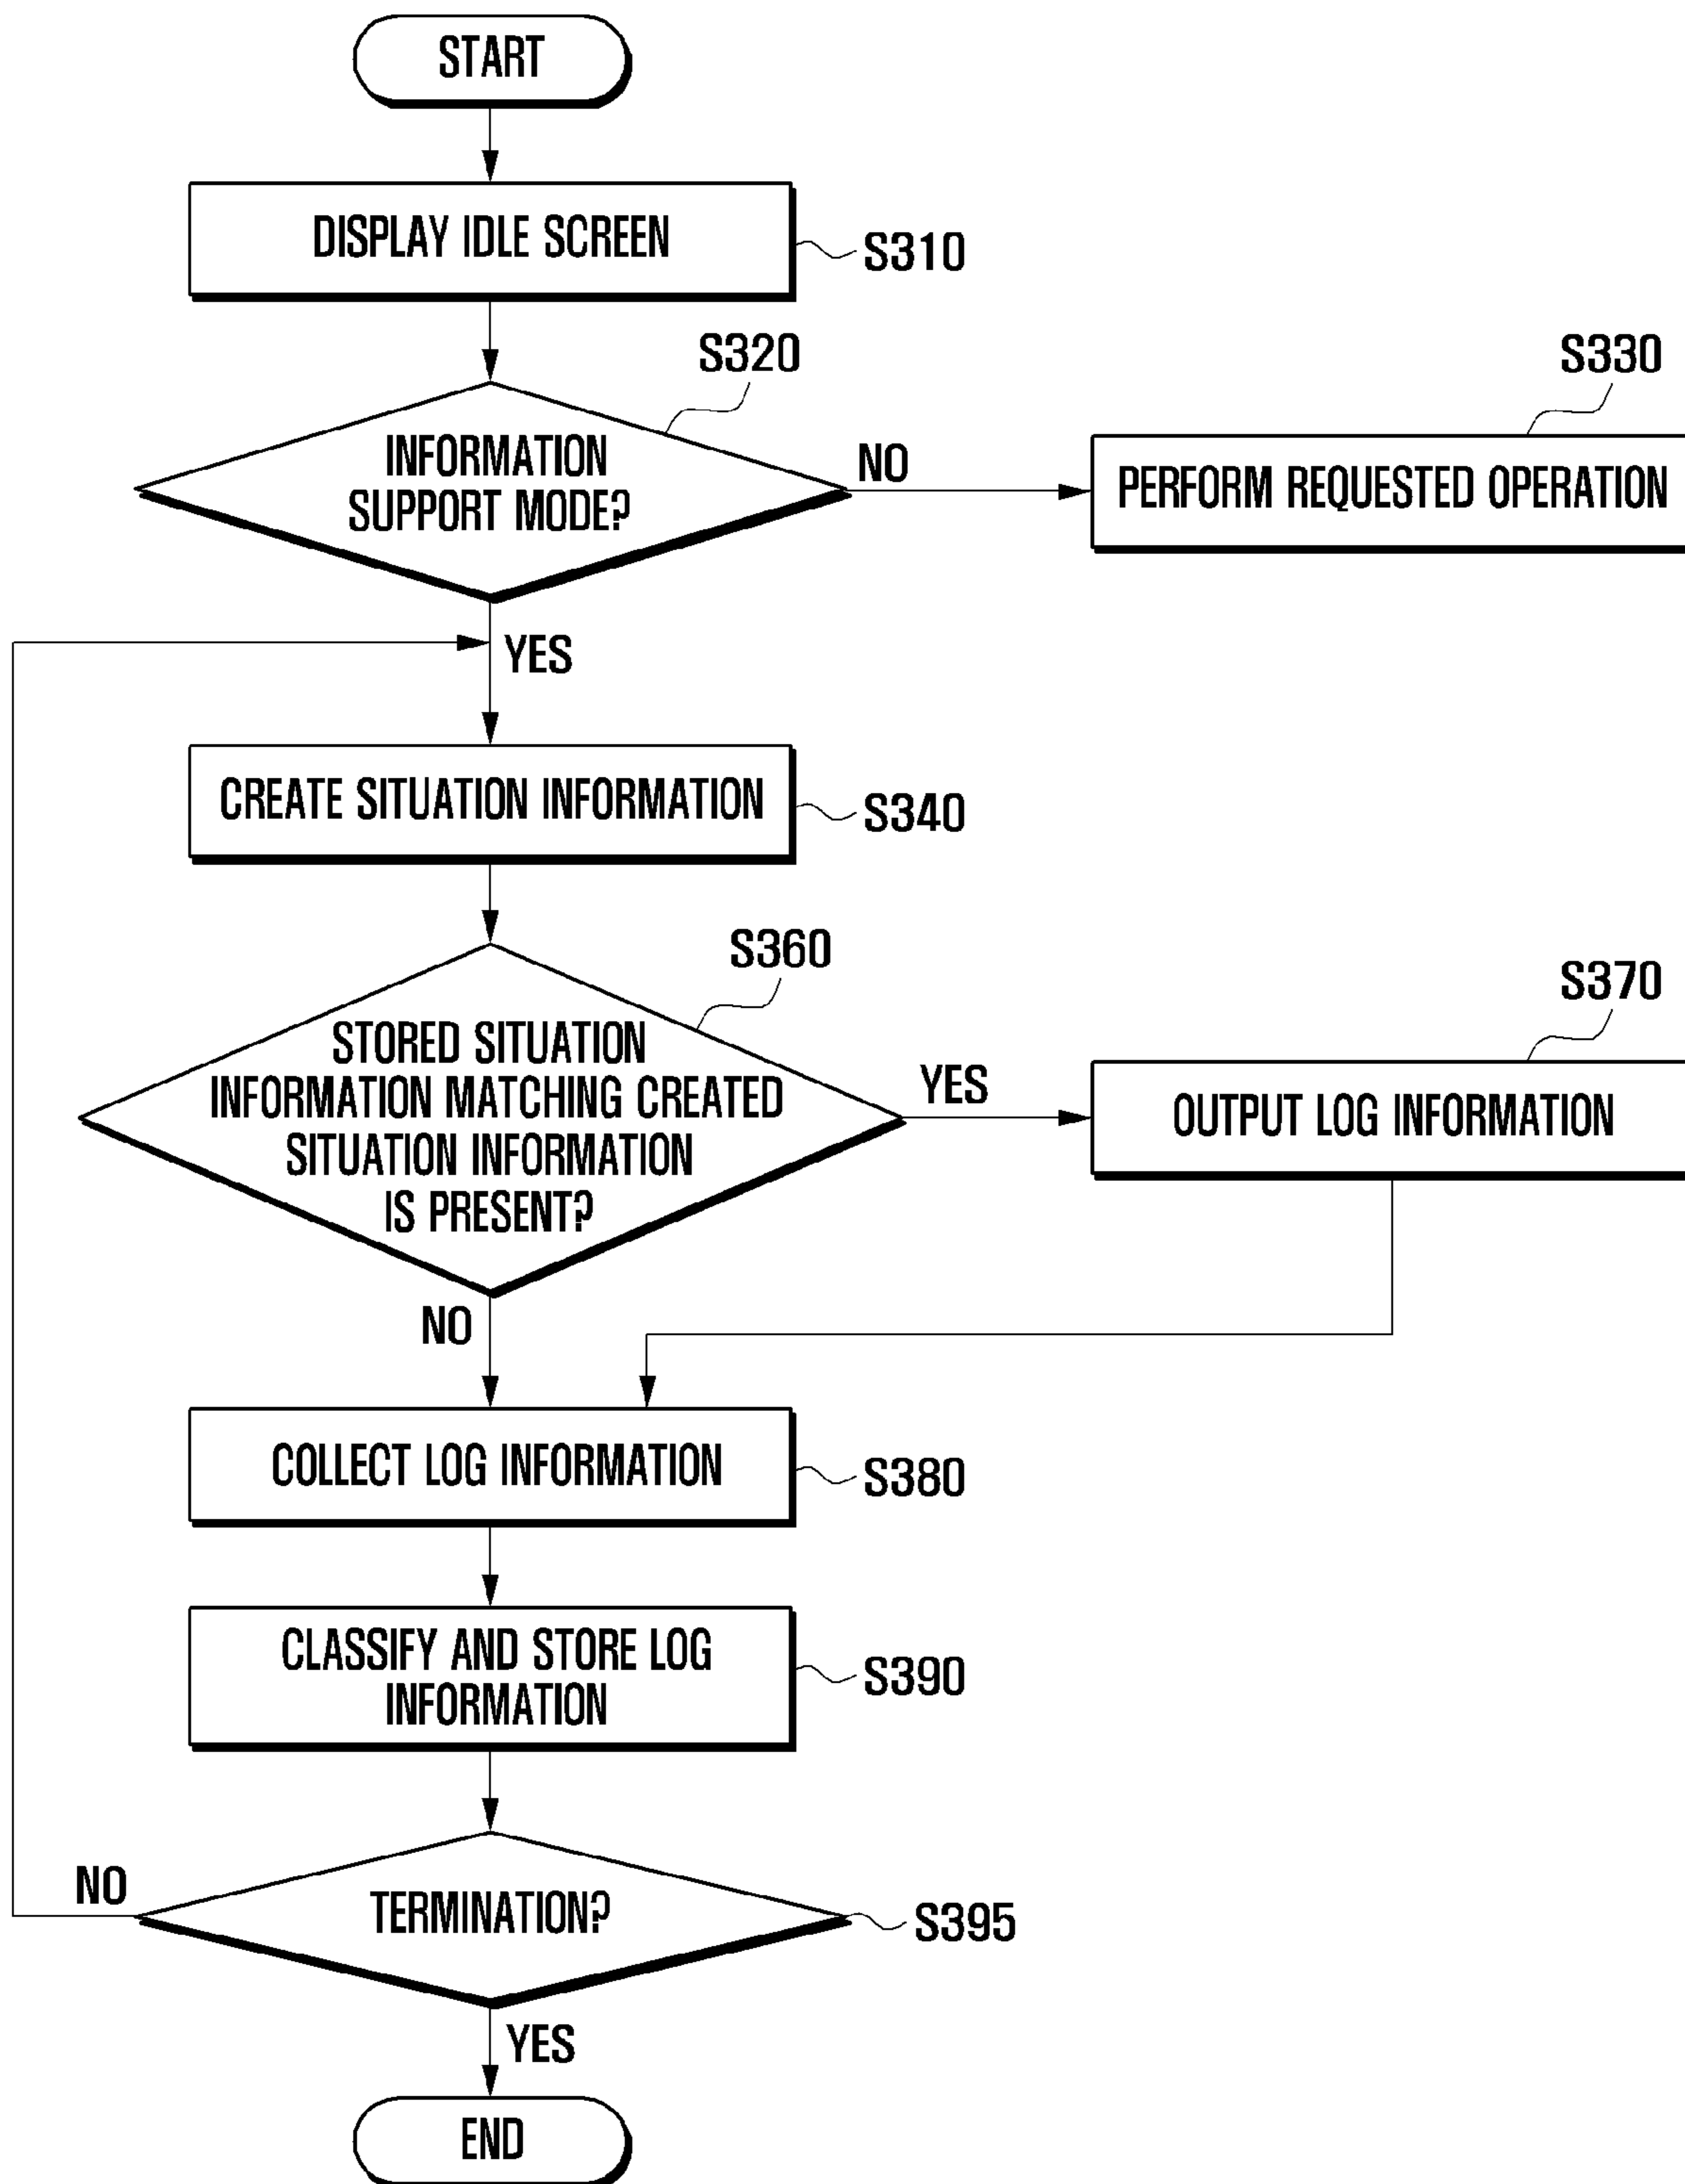 START
DISPLAY IDLE SCREEN
S310
S320
S330
INFORMATION
SUPPORT MODE?
NO
PERFORM REQUESTED OPERATION
YES
CREATE SITUATION INFORMATION
S340
S360
S370
STORED SITUATION
INFORMATION MATCHING CREATED
SITUATION INFORMATION
IS PRESENT?
YES
OUTPUT LOG INFORMATION
NO
COLLECT LOG INFORMATION
S380
CLASSIFY AND STORE LOG
INFORMATION
S390
NO
TERMINATION?
S395
YES
END